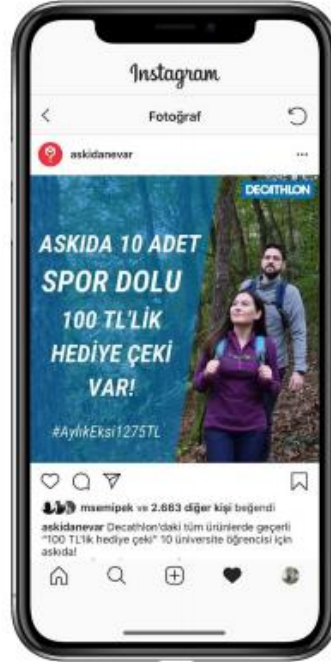 Instagram
Fotoğraf
askidanevar
DECATHLON
ASKIDA 10 ADET
SPOR DOLU
100 TL'LİK
HEDİYE ÇEKİ
VAR!
#AylıkEksi1275TL
msemipek ve 2.663 diğer kişi beğendi
askidanevar Decathlon'daki tüm ürünlerde geçerli
"100 TL'lik hediye çeki" 10 üniversite öğrencisi için
askıda!